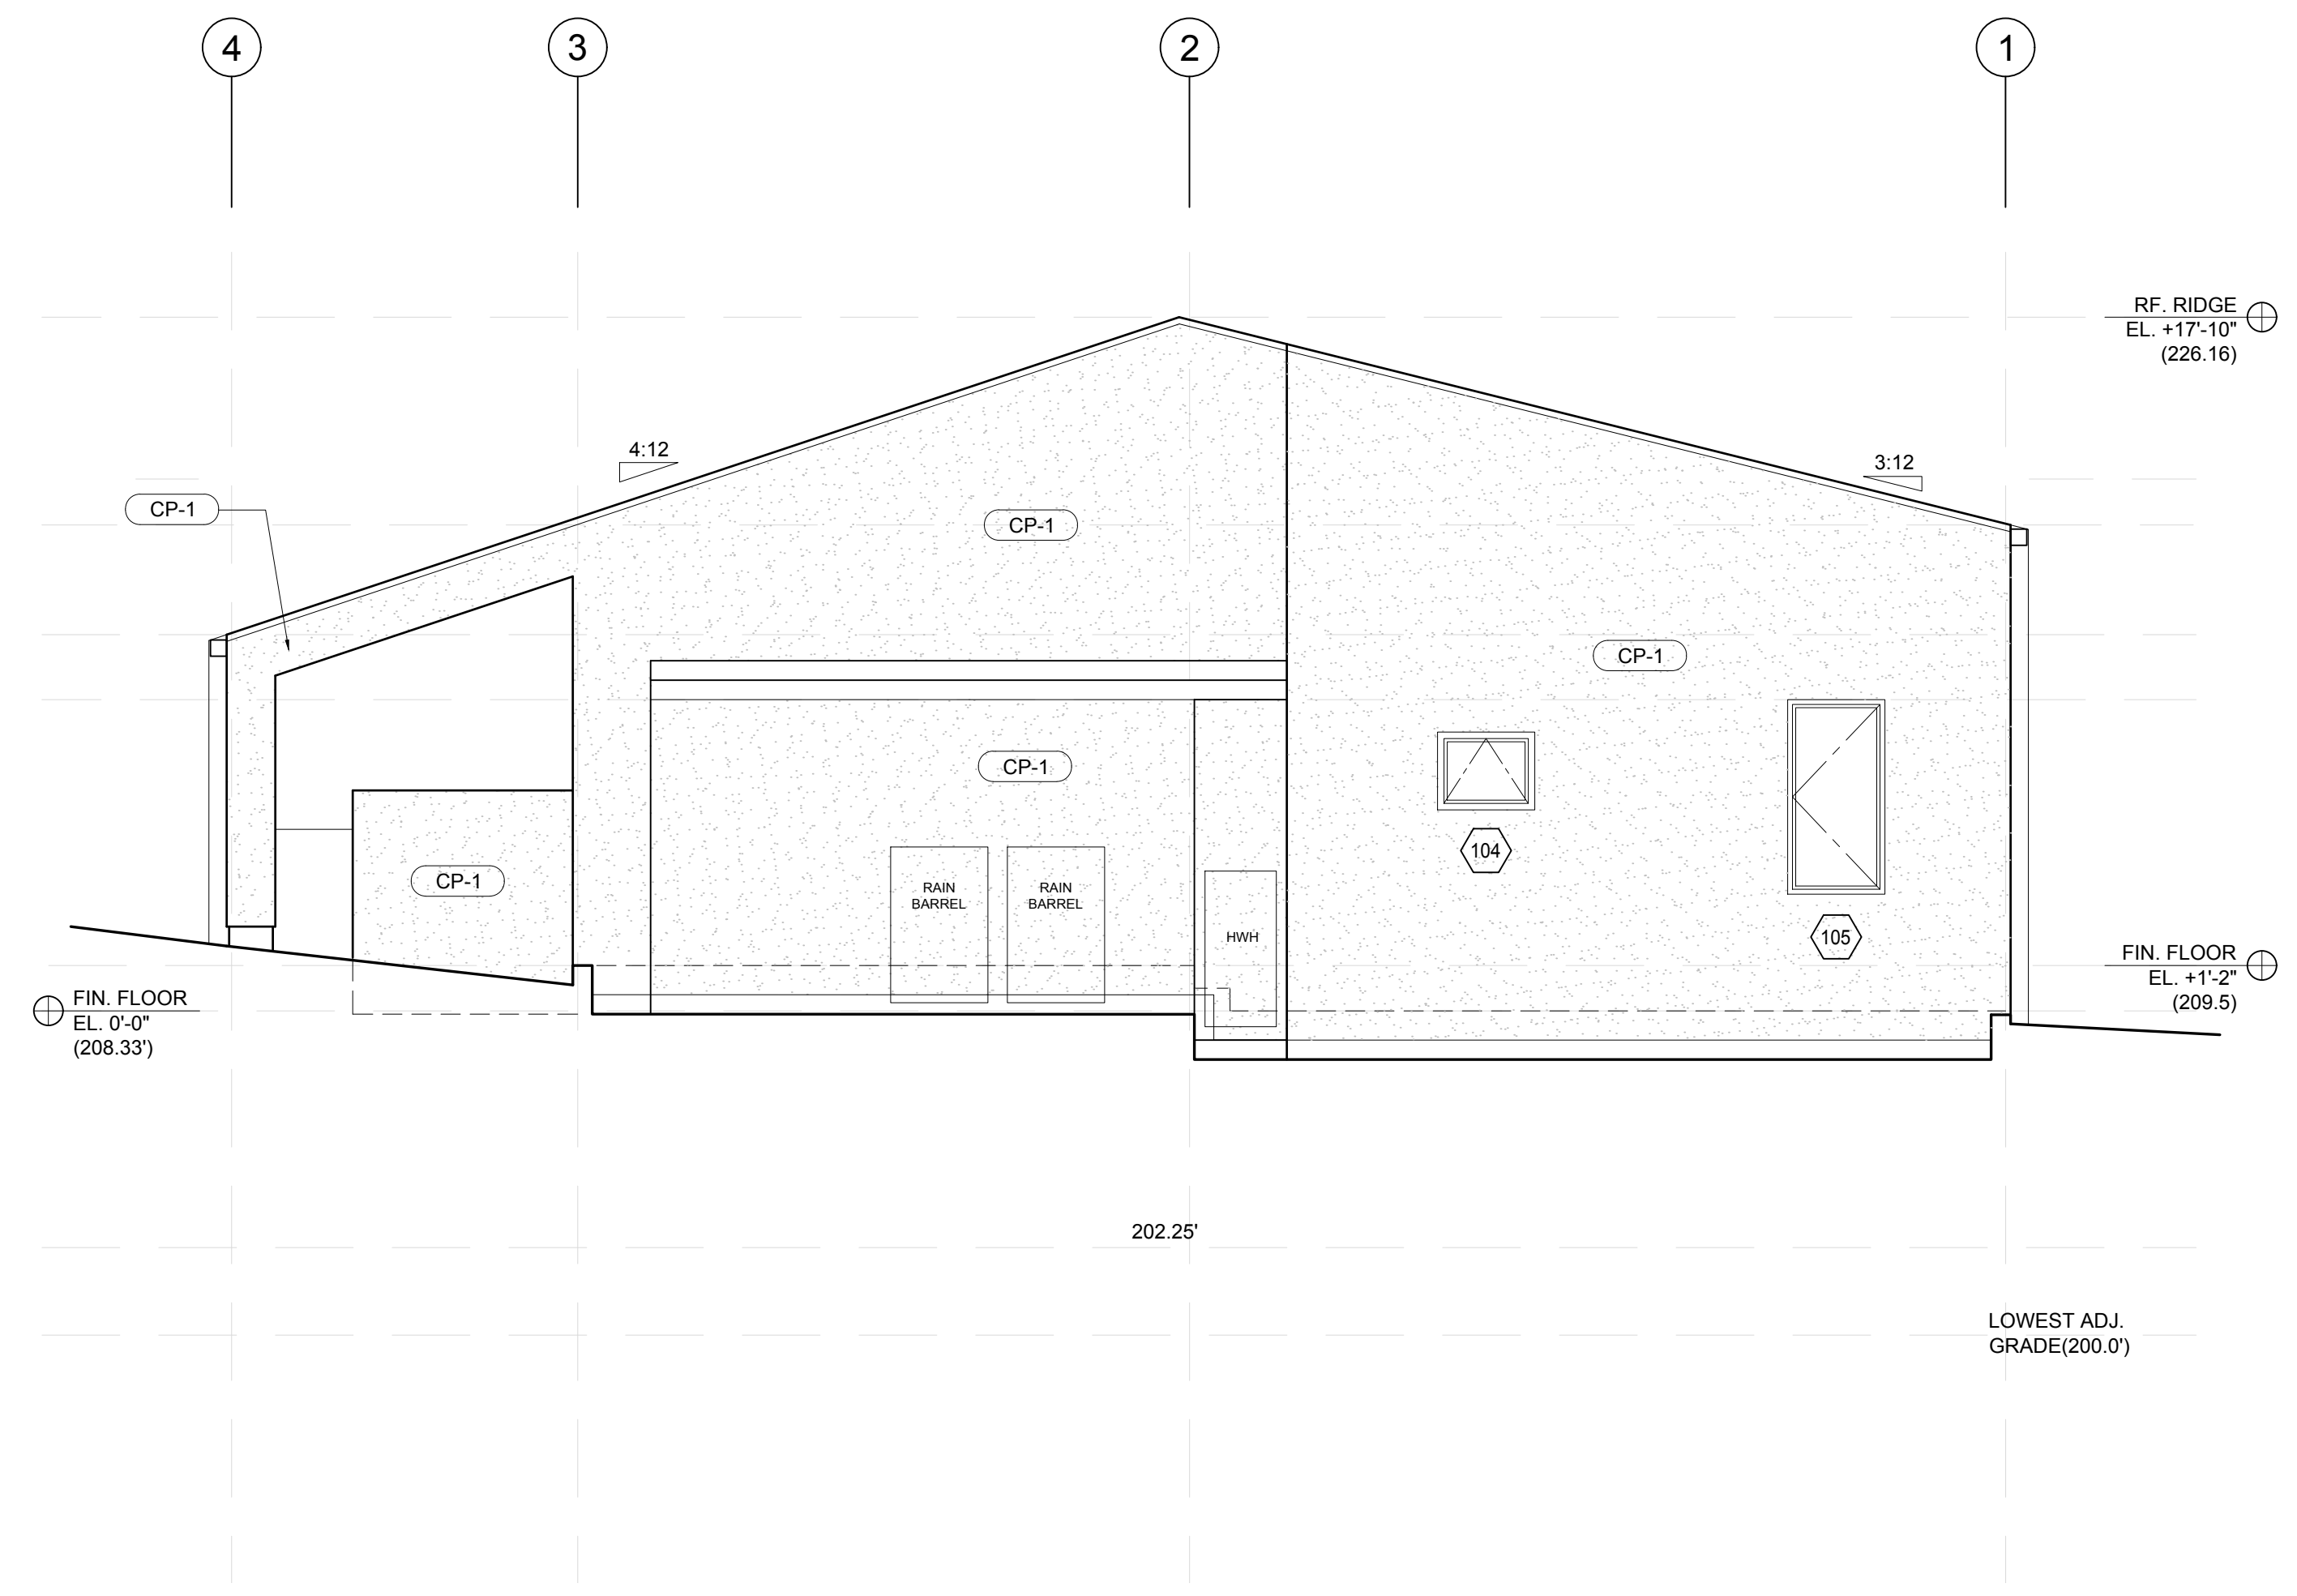 4
3
2
1
RF. RIDGE
EL. +17'-10"
(226.16)
4:12
3:12
CP-1
CP-1
CP-1
CP-1
CP-1
104
RAIN
BARREL
RAIN
BARREL
HWH
105
FIN. FLOOR
EL. +1'-2"
(209.5)
FIN. FLOOR
EL. 0'-0"
(208.33')
202.25'
LOWEST ADJ.
GRADE(200.0')